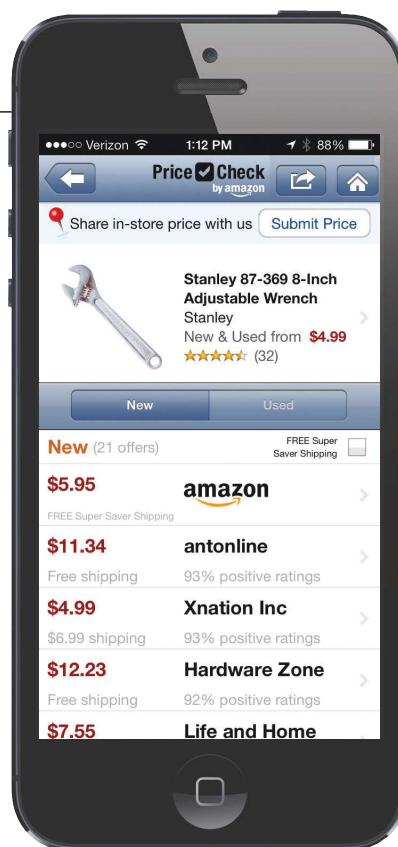 ●●●○○ Verizon 1:12 PM 88%
Price Check
by amazon
Share in-store price with us Submit Price
Stanley 87-369 8-Inch
Adjustable Wrench
Stanley
New & Used from $4.99
(32)
New Used
New (21 offers) FREE Super
Saver Shipping
$5.95 amazon
FREE Super Saver Shipping
$11.34 antonline
Free shipping 93% positive ratings
$4.99 Xnation Inc
$6.99 shipping 93% positive ratings
$12.23 Hardware Zone
Free shipping 92% positive ratings
$7.55 Life and Home